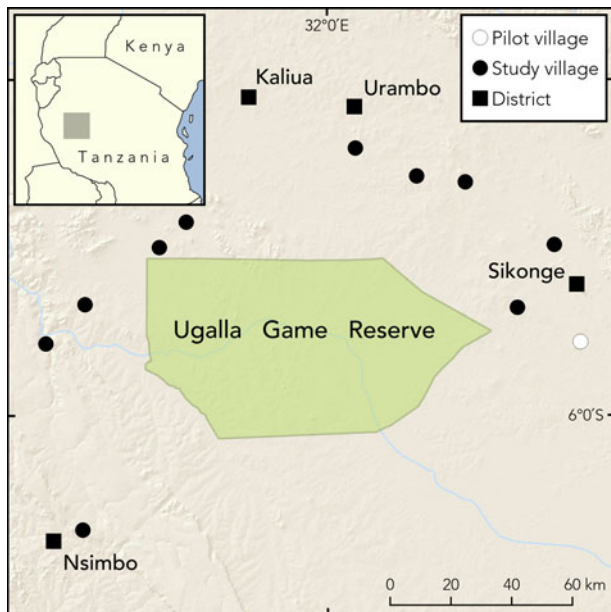 32°0′E
Kenya
Tanzania
Pilot village
Study village
District
Kaliua
Urambo
Sikonge
Ugalla Game Reserve
6°0′S
Nsimbo
0 20 40 60 km